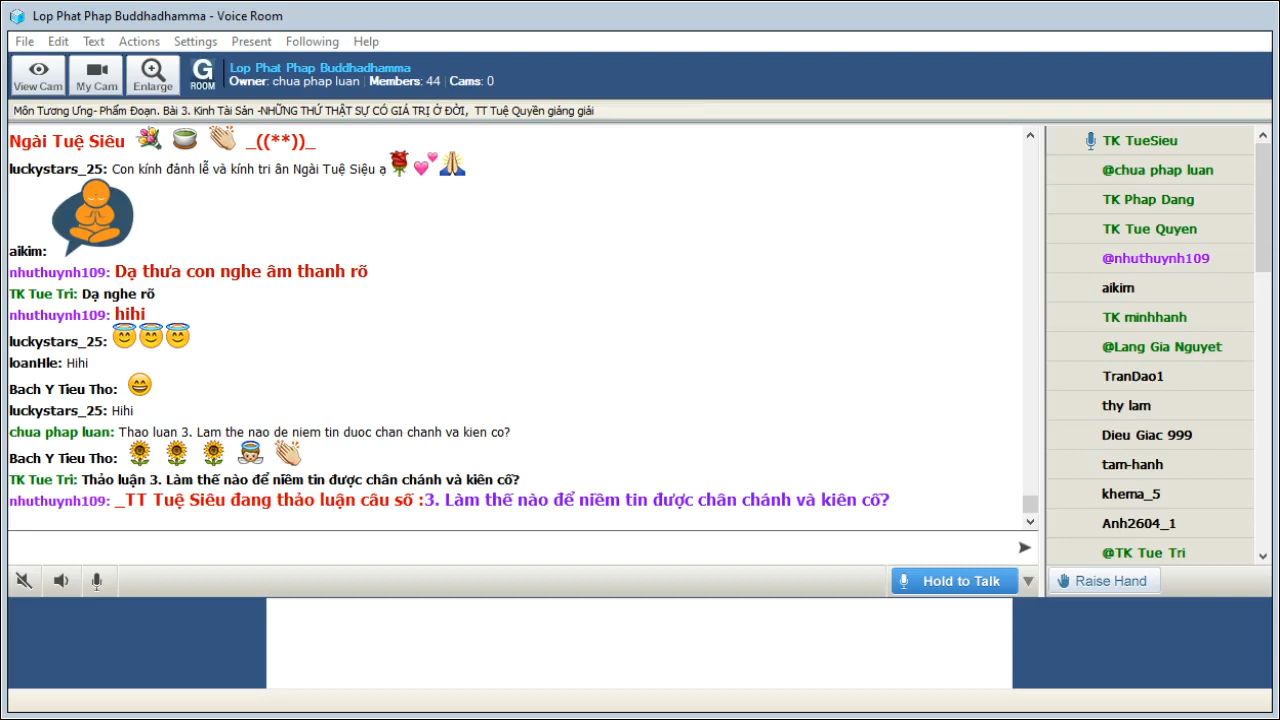 Lop Phat Phap Buddhadhamma - Voice Room
File Edit Text Actions Settings Present Following Help
View Cam My Cam Enlarge G ROOM
Lop Phat Phap Buddhadhamma
Owner: chua phap luan Members: 44 Cams: 0
Môn Tương Ưng- Phẩm Đoạn. Bài 3. Kinh Tài Sản -NHỮNG THỨ THẬT SỰ CÓ GIÁ TRỊ Ở ĐỜI, TT Tuệ Quyền giảng giải
Ngài Tuệ Siêu _((**))_
luckystars_25: Con kính đảnh lễ và kính tri ân Ngài Tuệ Siêu ạ
aikim:
nhuthuynh109: Dạ thưa con nghe âm thanh rõ
TK Tue Tri: Dạ nghe rõ
nhuthuynh109: hihi
luckystars_25:
loanHle: Hihi
Bach Y Tieu Tho:
luckystars_25: Hihi
chua phap luan: Thao luan 3. Lam the nao de niem tin duoc chan chanh va kien co?
Bach Y Tieu Tho:
TK Tue Tri: Thảo luận 3. Làm thế nào để niềm tin được chân chánh và kiên cố?
nhuthuynh109: _TT Tuệ Siêu đang thảo luận câu số :3. Làm thế nào để niềm tin được chân chánh và kiên cố?
TK TueSieu
@chua phap luan
TK Phap Dang
TK Tue Quyen
@nhuthuynh109
aikim
TK minhhanh
@Lang Gia Nguyet
TranDao1
thy lam
Dieu Giac 999
tam-hanh
khema_5
Anh2604_1
@TK Tue Tri
Hold to Talk
Raise Hand